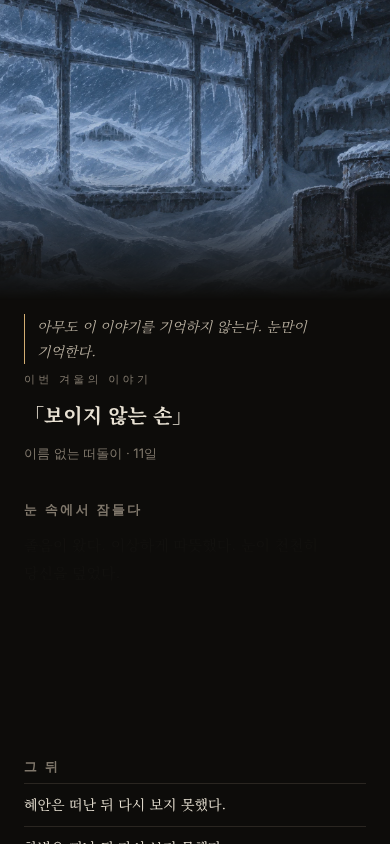 아무도 이 이야기를 기억하지 않는다. 눈만이
기억한다.
이번 겨울의 이야기
「보이지 않는 손」
이름 없는 떠돌이 · 11일
눈 속에서 잠들다
그 뒤
혜안은 떠난 뒤 다시 보지 못했다.